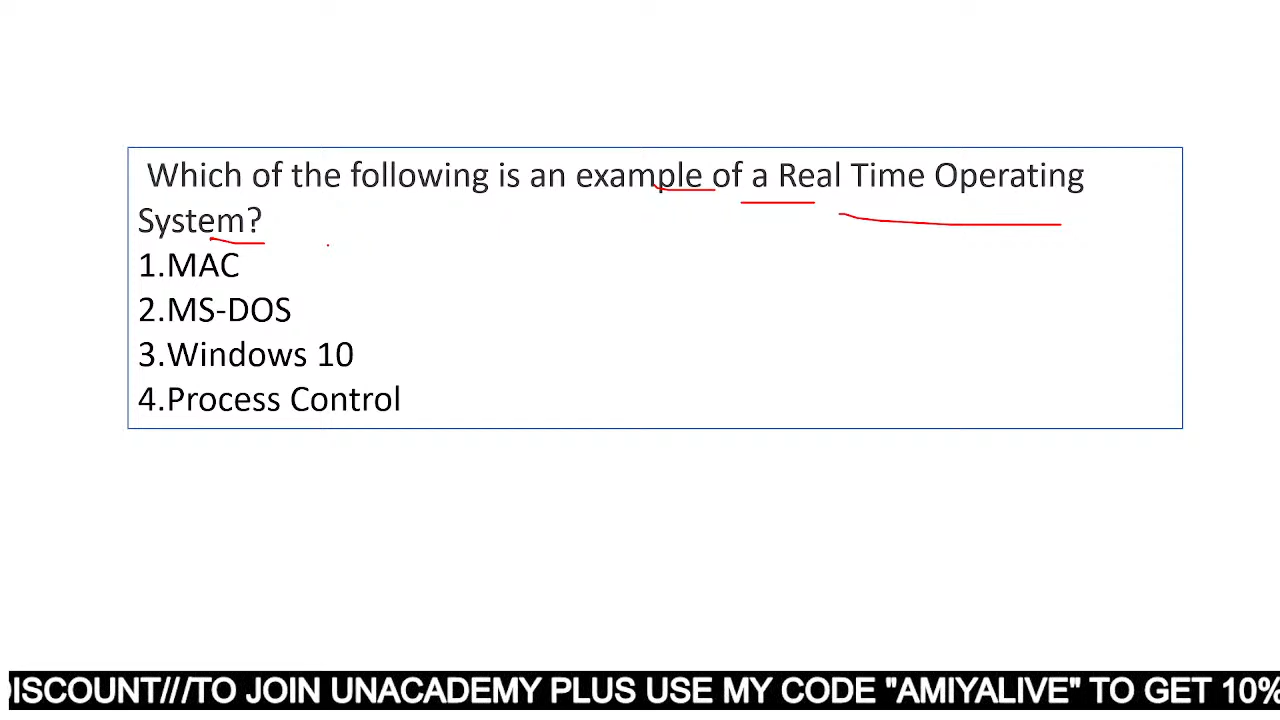 Which of the following is an example of a Real Time Operating
System?
1.MAC
2.MS-DOS
3.Windows 10
4.Process Control
DISCOUNT///TO JOIN UNACADEMY PLUS USE MY CODE "AMIYALIVE" TO GET 10%